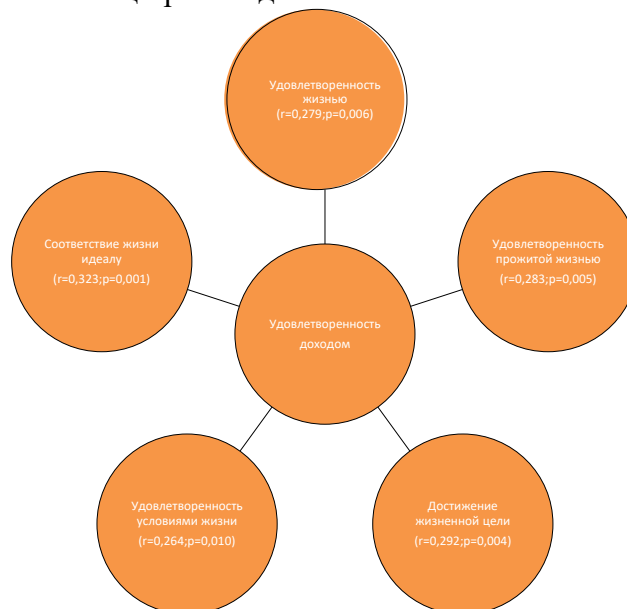 Удовлетворенность
жизнью
(r=0,279;p=0,006)
Соответствие жизни
идеалу
(r=0,323;p=0,001)
Удовлетворенность
прожитой жизнью
(r=0,283;p=0,005)
Удовлетворенность
доходом
Удовлетворенность
условиями жизни
(r=0,264;p=0,010)
Достижение
жизненной цели
(r=0,292;p=0,004)